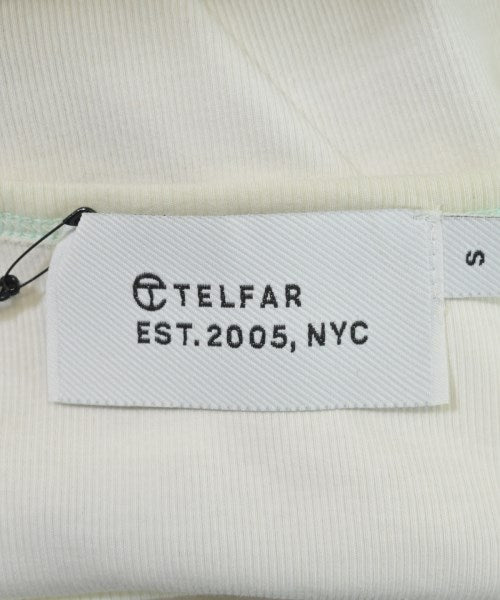 TELFAR
EST. 2005, NYC
S